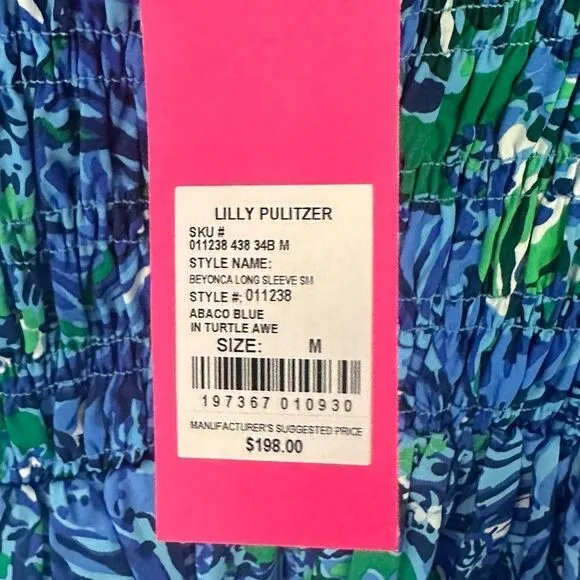 LILLY PULITZER
SKU #
011238 438 34B M
STYLE NAME:
BEYONCA LONG SLEEVE SM
STYLE #: 011238
ABACO BLUE
IN TURTLE AWE
SIZE: M
197367 010930
MANUFACTURER'S SUGGESTED PRICE
$198.00